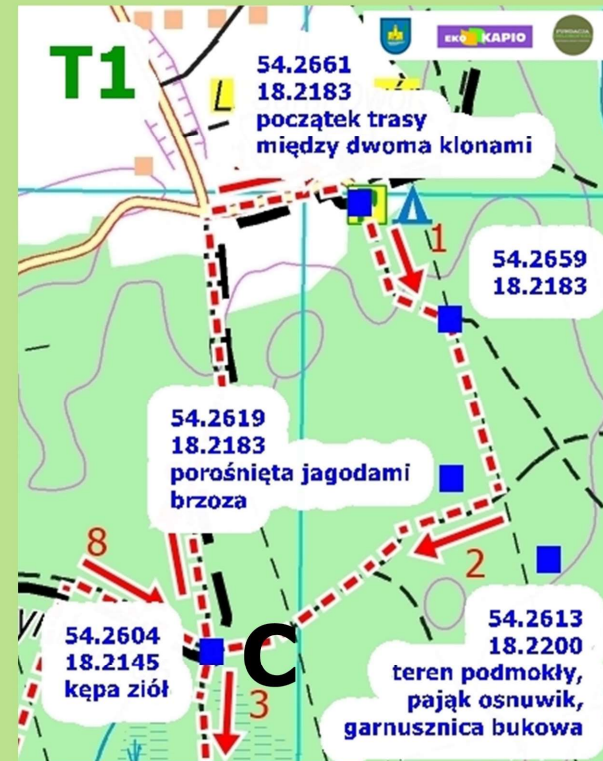 T1
EKO KAPIO
FUNDACJA
54.2661
18.2183
początek trasy
między dwoma klonami
1
54.2659
18.2183
54.2619
18.2183
porośnięta jagodami
brzoza
8
2
54.2604
18.2145
kępa ziół
C
3
54.2613
18.2200
teren podmokły,
pająk osnuwik,
garnusznica bukowa